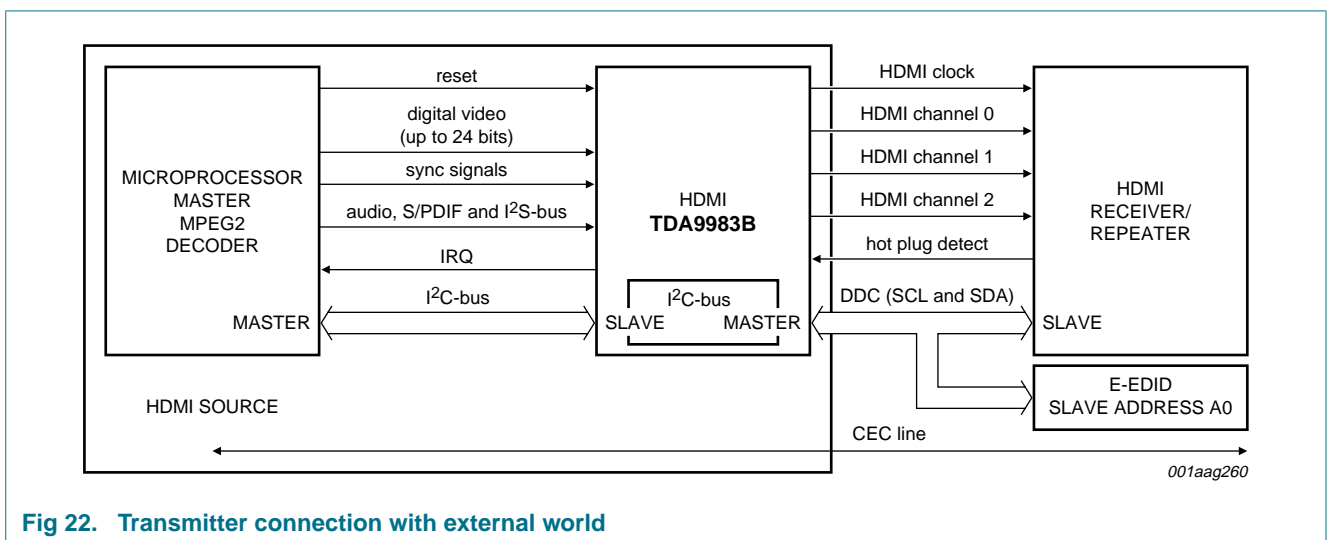 reset
digital video
(up to 24 bits)
sync signals
audio, S/PDIF and I2S-bus
IRQ
I2C-bus
MICROPROCESSOR
MASTER
MPEG2
DECODER
MASTER
HDMI
TDA9983B
I2C-bus
SLAVE
MASTER
HDMI clock
HDMI channel 0
HDMI channel 1
HDMI channel 2
hot plug detect
DDC (SCL and SDA)
HDMI
RECEIVER/
REPEATER
SLAVE
E-EDID
SLAVE ADDRESS A0
HDMI SOURCE
CEC line
001aag260
Fig 22. Transmitter connection with external world